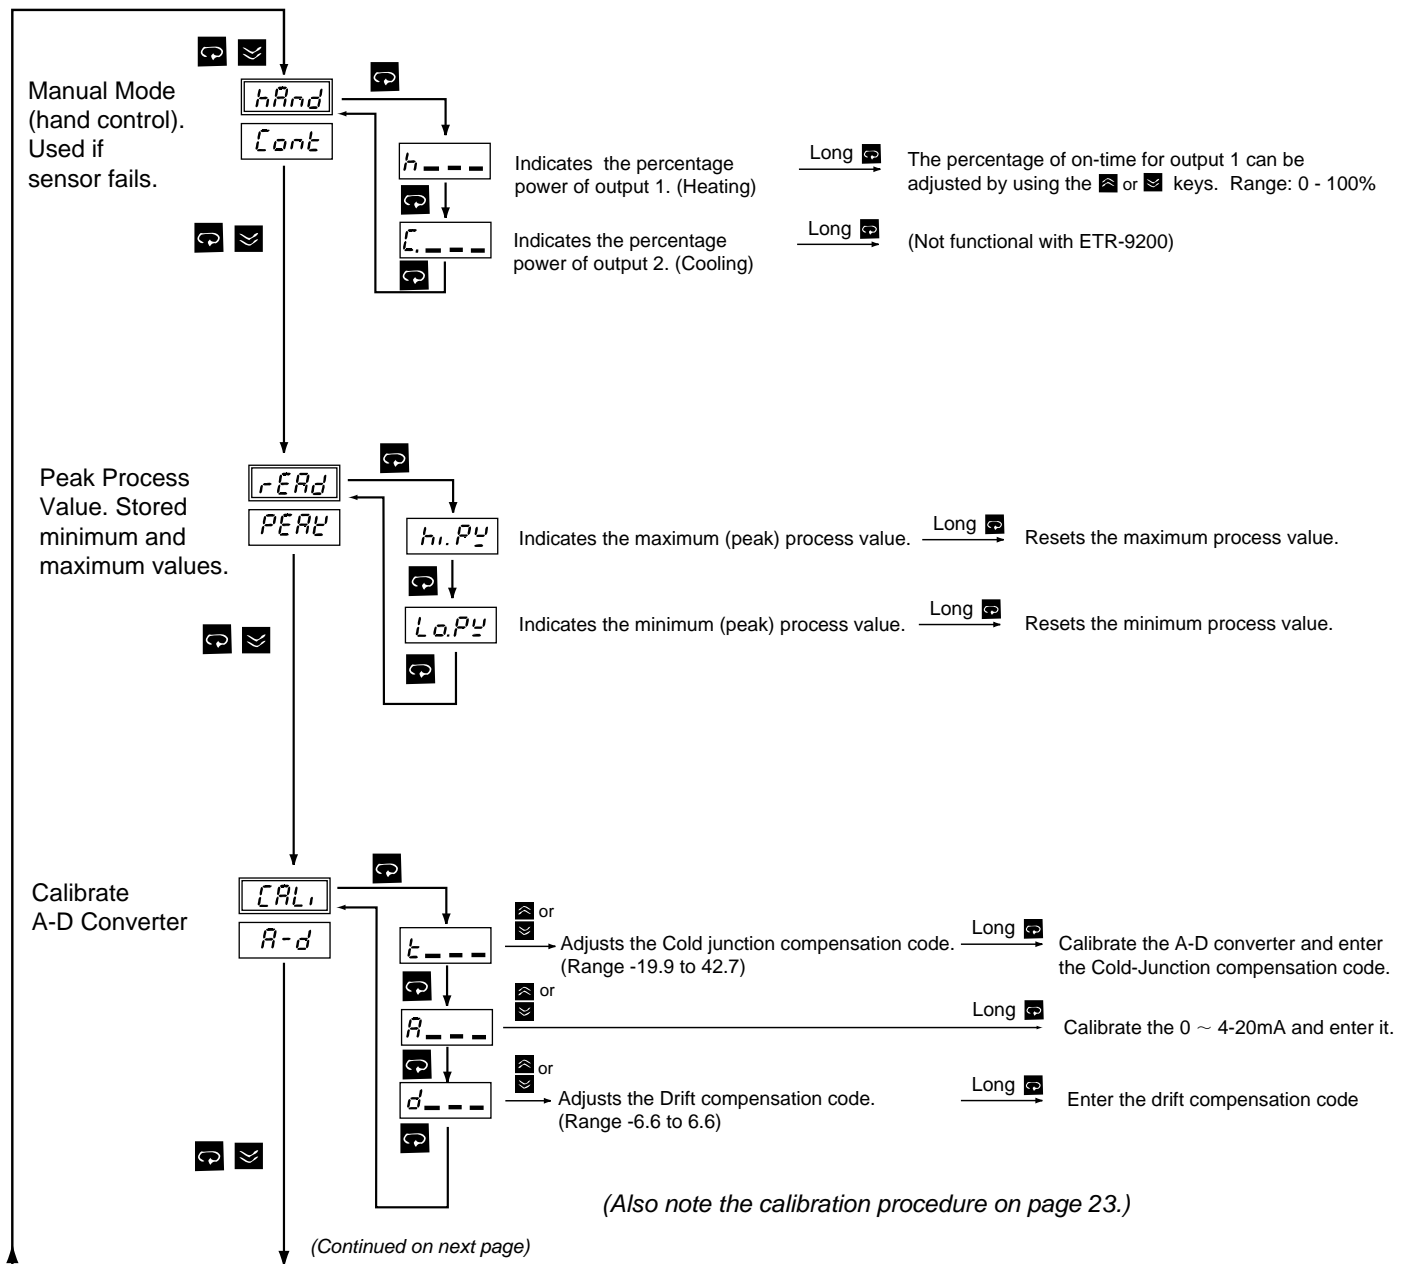 Manual Mode
(hand control).
Used if
sensor fails.
hAnd
Cont
h _ _ _
Indicates the percentage
power of output 1. (Heating)
Long
The percentage of on-time for output 1 can be
adjusted by using the or keys. Range: 0 - 100%
C. _ _ _
Indicates the percentage
power of output 2. (Cooling)
Long
(Not functional with ETR-9200)
Peak Process
Value. Stored
minimum and
maximum values.
rEAd
PEAK
hi.PV
Indicates the maximum (peak) process value.
Long
Resets the maximum process value.
Lo.PV
Indicates the minimum (peak) process value.
Long
Resets the minimum process value.
Calibrate
A-D Converter
CALi
A-d
t _ _ _
or
Adjusts the Cold junction compensation code.
(Range -19.9 to 42.7)
Long
Calibrate the A-D converter and enter
the Cold-Junction compensation code.
A _ _ _
or
Long
Calibrate the 0 ~ 4-20mA and enter it.
d _ _ _
or
Adjusts the Drift compensation code.
(Range -6.6 to 6.6)
Long
Enter the drift compensation code
(Also note the calibration procedure on page 23.)
(Continued on next page)